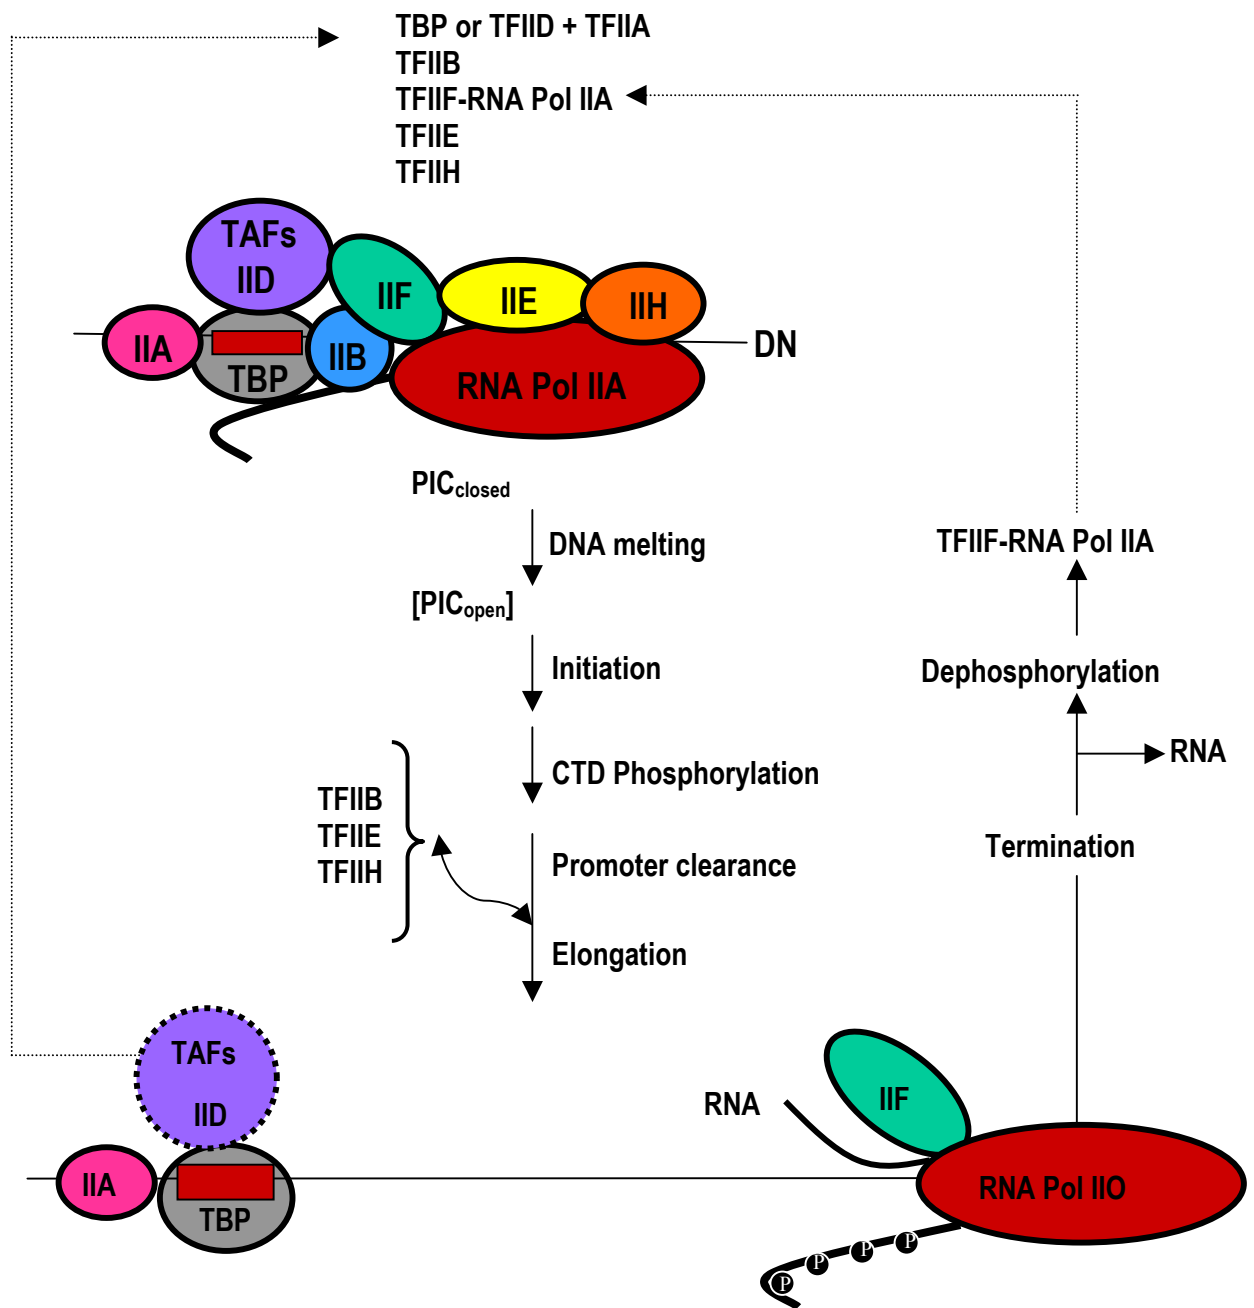 TBP or TFIID + TFIIA
TFIIB
TFIIF-RNA Pol IIA
TFIIE
TFIIH
TAFs
IID
IIF
IIE
IIH
IIA
IIB
TBP
RNA Pol IIA
DN
PICclosed
DNA melting
[PICopen]
Initiation
CTD Phosphorylation
TFIIB
TFIIE
TFIIH
Promoter clearance
Elongation
TFIIF-RNA Pol IIA
Dephosphorylation
RNA
Termination
TAFs
IID
IIA
TBP
RNA
IIF
RNA Pol IIO
P
P
P
P